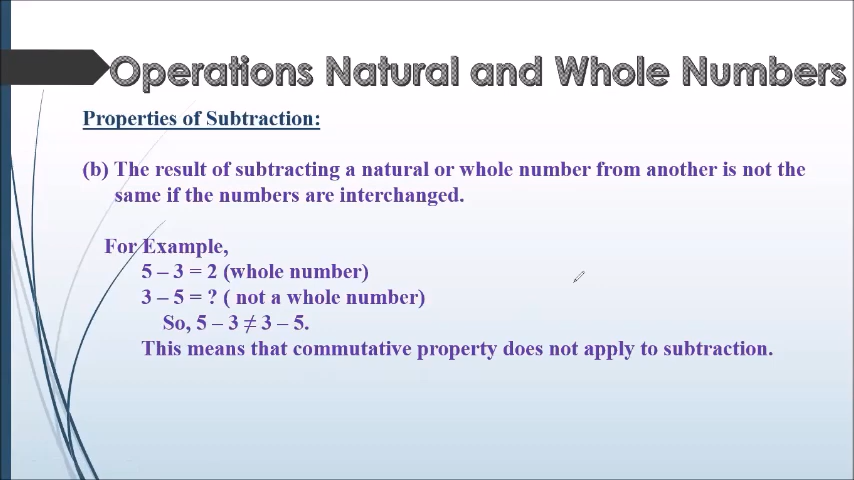 Operations Natural and Whole Numbers
Properties of Subtraction:
(b) The result of subtracting a natural or whole number from another is not the
same if the numbers are interchanged.
For Example,
5 – 3 = 2 (whole number)
3 – 5 = ? ( not a whole number)
So, 5 – 3 ≠ 3 – 5.
This means that commutative property does not apply to subtraction.